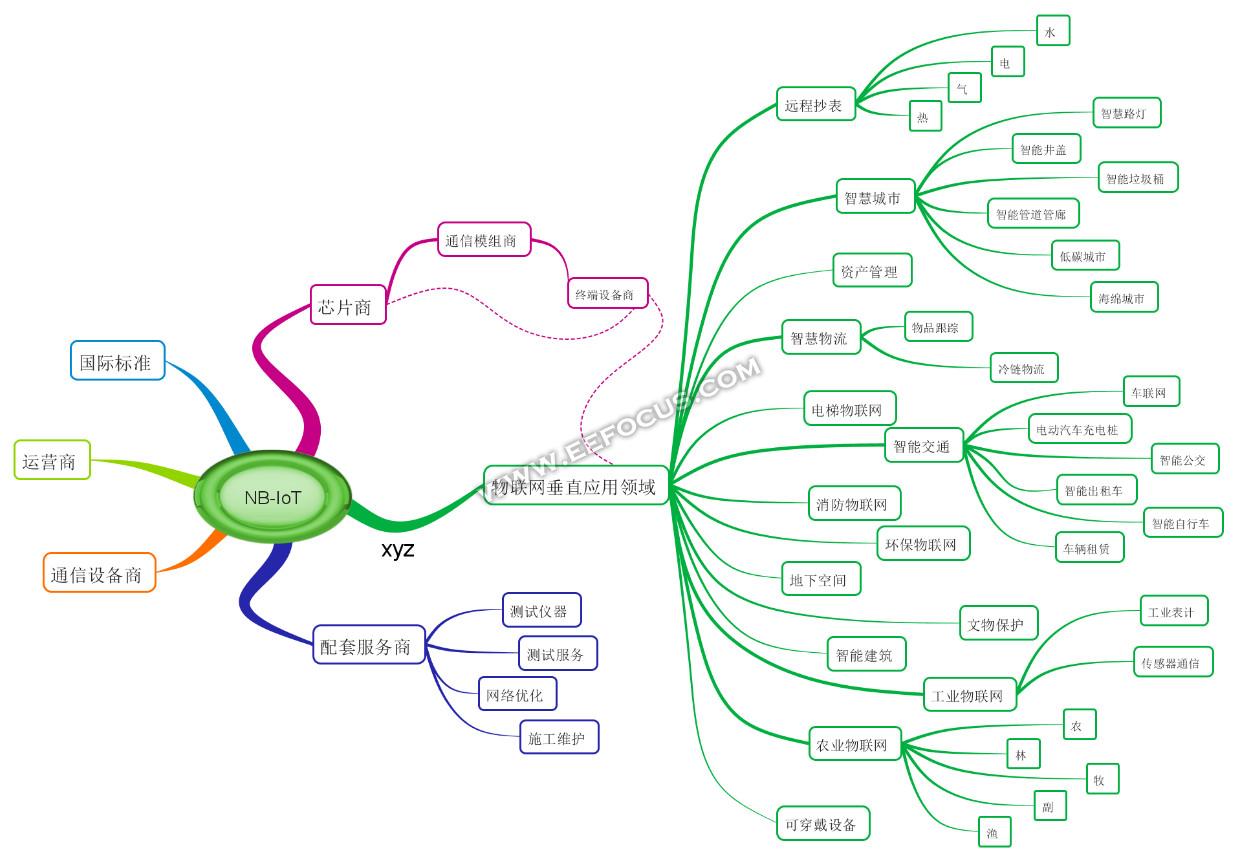 NB-IoT
国际标准
运营商
通信设备商
芯片商
通信模组商
终端设备商
配套服务商
测试仪器
测试服务
网络优化
施工维护
xyz
物联网垂直应用领域
远程抄表
水
电
气
热
智慧城市
智慧路灯
智能井盖
智能垃圾桶
智能管道管廊
低碳城市
海绵城市
资产管理
智慧物流
物品跟踪
冷链物流
电梯物联网
智能交通
车联网
电动汽车充电桩
智能公交
智能出租车
智能自行车
车辆租赁
消防物联网
环保物联网
地下空间
文物保护
智能建筑
工业物联网
工业表计
传感器通信
农业物联网
农
林
牧
副
渔
可穿戴设备
WWW.EEFOCUS.COM